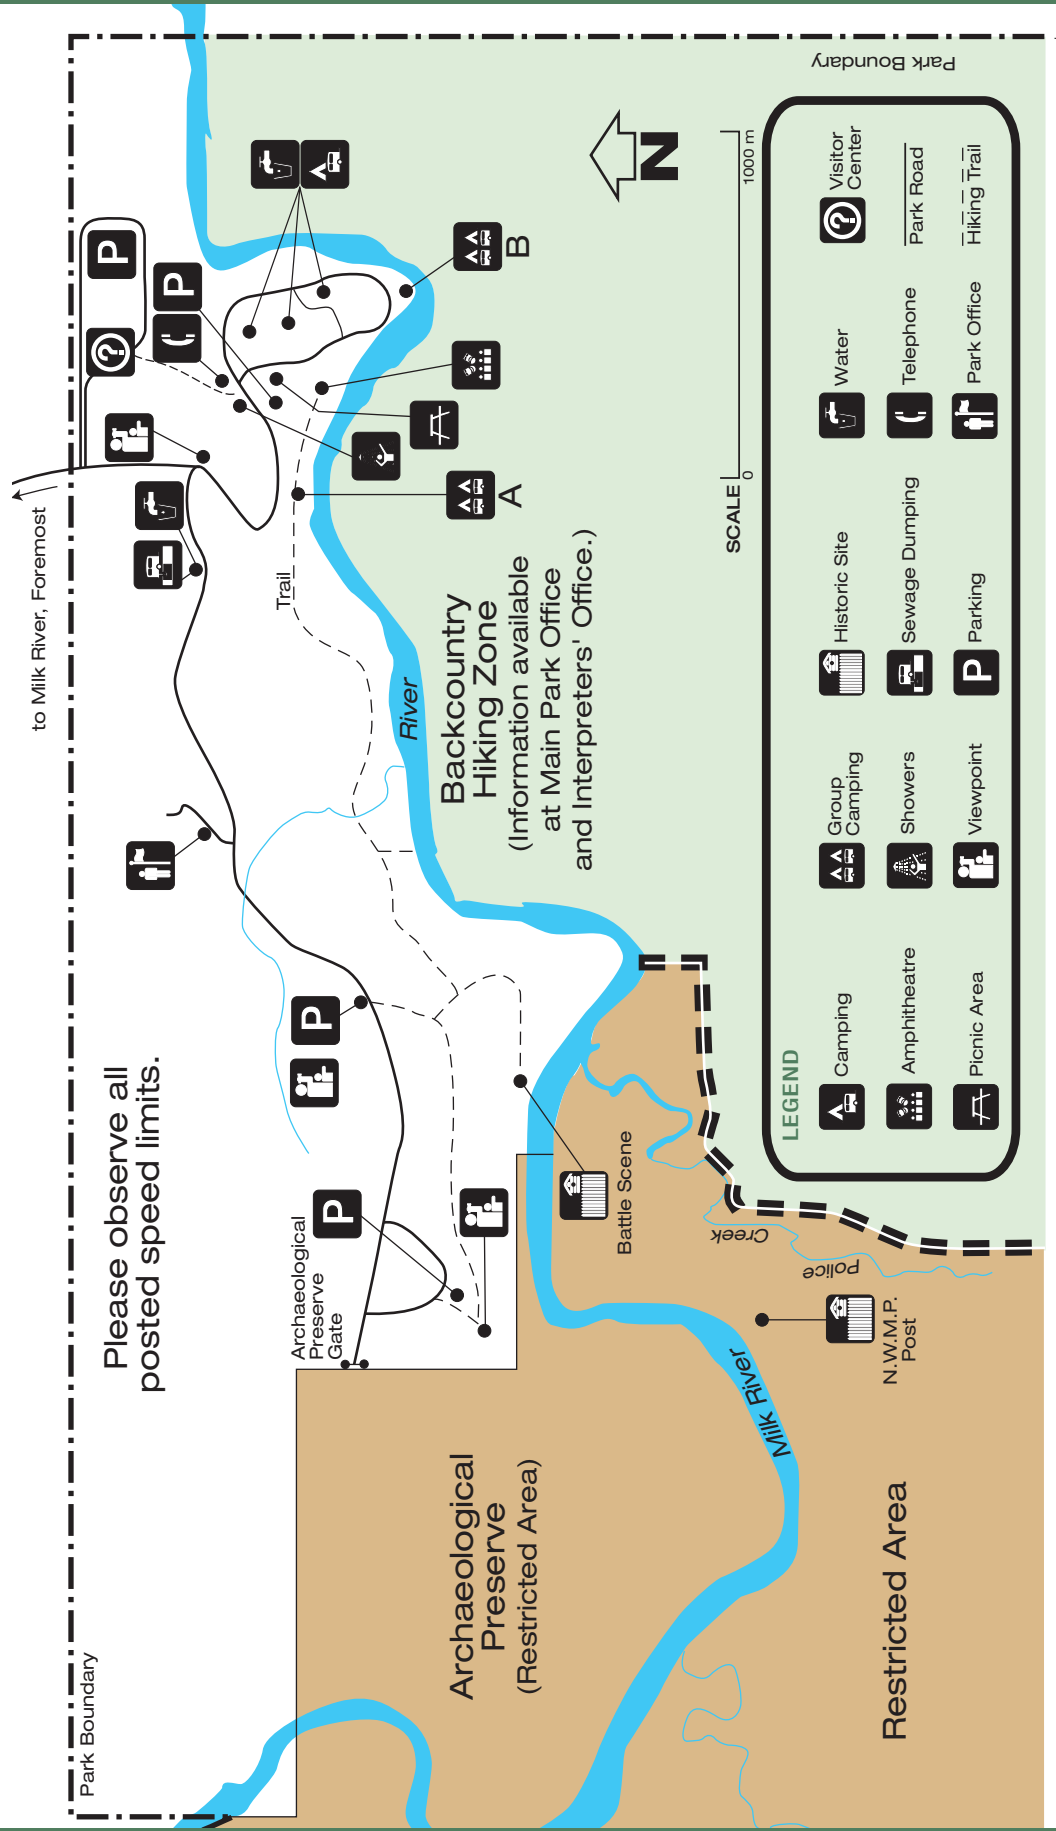 to Milk River, Foremost
Park Boundary
Please observe all
posted speed limits.
Archaeological
Preserve
Gate
P
P
P
P
?
Trail
A
B
River
Backcountry
Hiking Zone
(Information available
at Main Park Office
and Interpreters' Office.)
Battle Scene
Archaeological
Preserve
(Restricted Area)
Milk River
Creek
Police
N.W.M.P.
Post
Restricted Area
N
SCALE
0
1000 m
Park Boundary
LEGEND
Camping
Group
Camping
Historic Site
Water
?
Visitor
Center
Amphitheatre
Showers
Sewage Dumping
Telephone
Park Road
Picnic Area
Viewpoint
P
Parking
Park Office
Hiking Trail